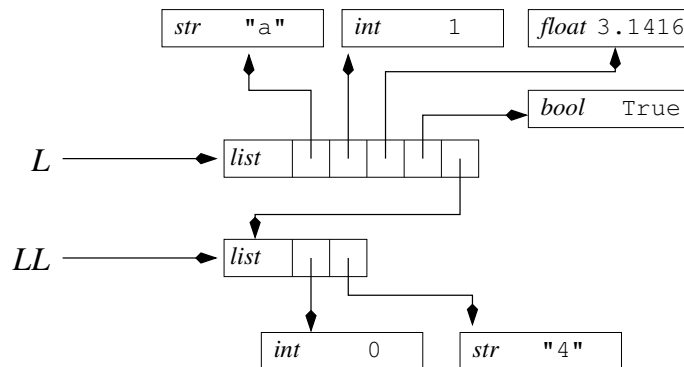 str "a" int 1 float 3.1416
bool True
L list
LL list
int 0 str "4"